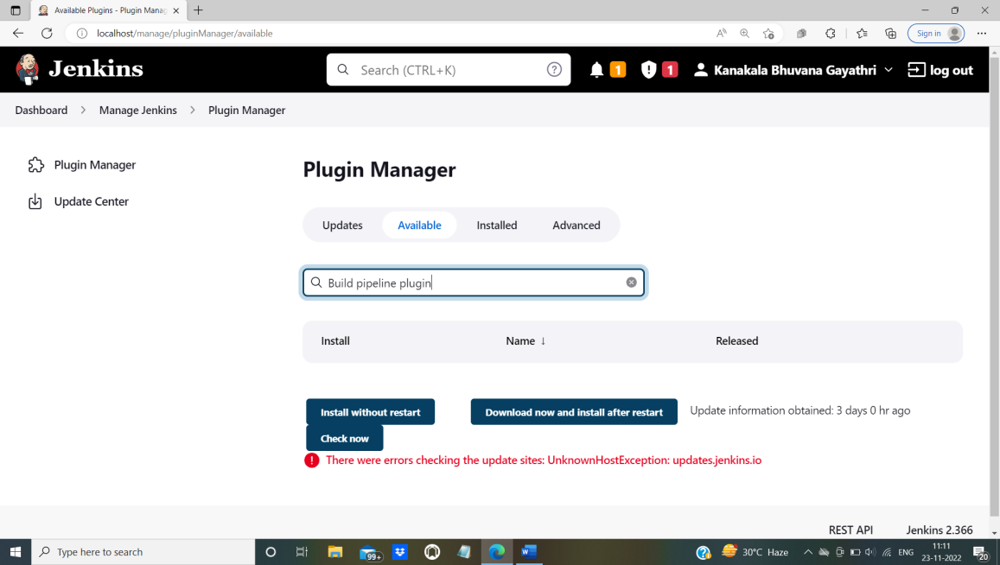 Available Plugins - Plugin Manag
localhost/manage/pluginManager/available
Sign in
Jenkins
Search (CTRL+K)
1
1
Kanakala Bhuvana Gayathri
log out
Dashboard
Manage Jenkins
Plugin Manager
Plugin Manager
Update Center
Plugin Manager
Updates
Available
Installed
Advanced
Build pipeline plugin
Install
Name ↓
Released
Install without restart
Download now and install after restart
Update information obtained: 3 days 0 hr ago
Check now
There were errors checking the update sites: UnknownHostException: updates.jenkins.io
REST API
Jenkins 2.366
Type here to search
99+
30°C Haze
ENG
11:11
23-11-2022
20